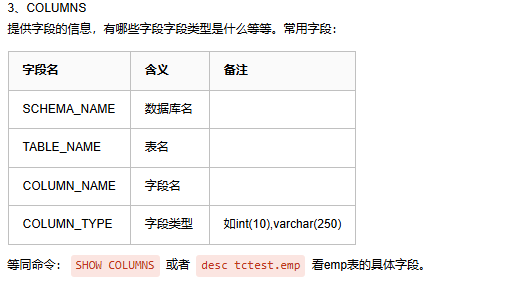 3、COLUMNS
提供字段的信息，有哪些字段字段类型是什么等等。常用字段：
字段名 含义 备注
SCHEMA_NAME 数据库名
TABLE_NAME 表名
COLUMN_NAME 字段名
COLUMN_TYPE 字段类型 如int(10),varchar(250)
等同命令： SHOW COLUMNS 或者 desc tctest.emp 看emp表的具体字段。